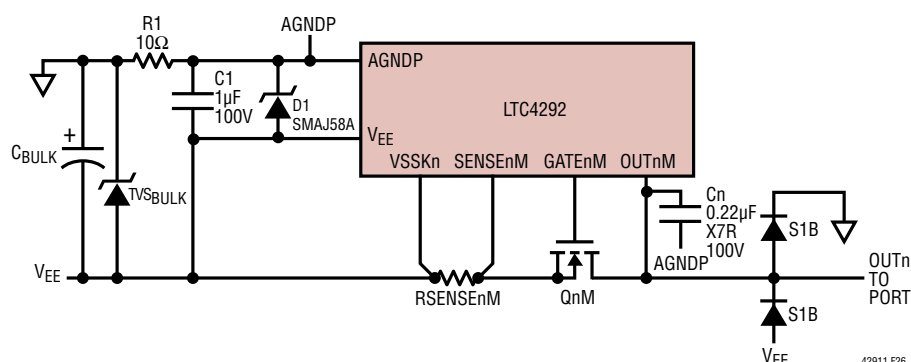 AGNDP
R1
10Ω
C1
1µF
100V
D1
SMAJ58A
CBULK
+
TVSBULK
AGNDP
LTC4292
VEE
VSSKn
SENSEnM
GATEnM
OUTnM
Cn
0.22µF
X7R
100V
AGNDP
S1B
VEE
RSENSEnM
QnM
OUTn
TO
PORT
S1B
VEE
42911 F26